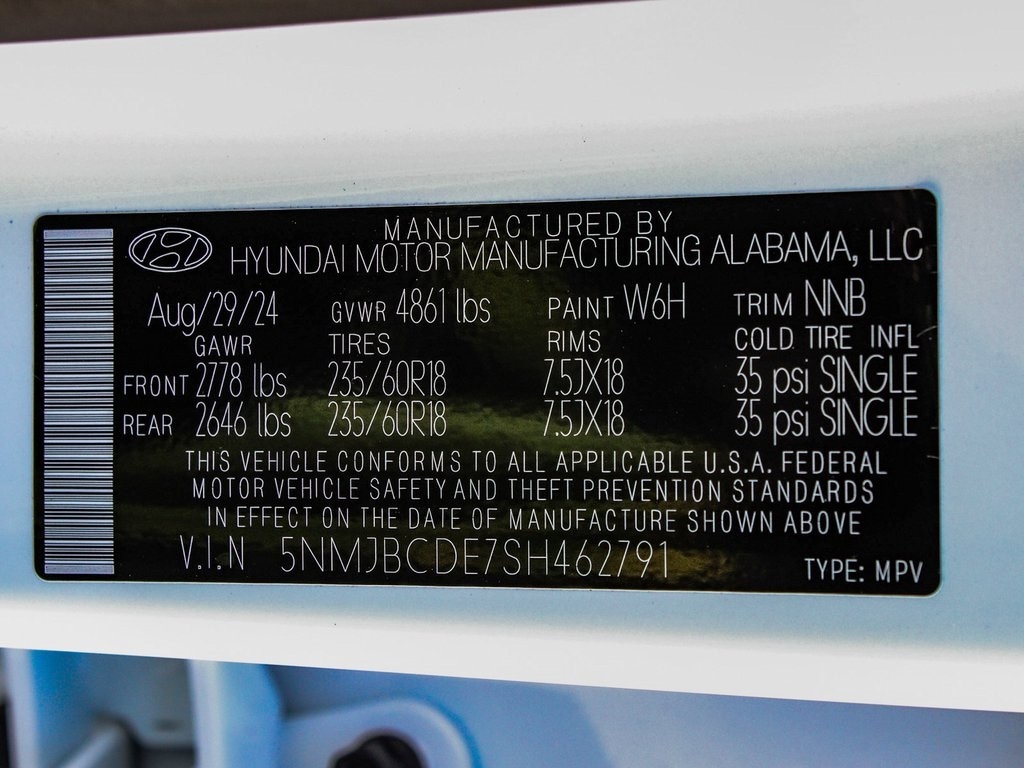 MANUFACTURED BY
HYUNDAI MOTOR MANUFACTURING ALABAMA, LLC
Aug/29/24 GVWR 4861 lbs PAINT W6H TRIM NNB
GAWR TIRES RIMS COLD TIRE INFL
FRONT 2778 lbs 235/60R18 7.5JX18 35 psi SINGLE
REAR 2646 lbs 235/60R18 7.5JX18 35 psi SINGLE
THIS VEHICLE CONFORMS TO ALL APPLICABLE U.S.A. FEDERAL
MOTOR VEHICLE SAFETY AND THEFT PREVENTION STANDARDS
IN EFFECT ON THE DATE OF MANUFACTURE SHOWN ABOVE
V.I.N 5NMJBCDE7SH462791 TYPE: MPV